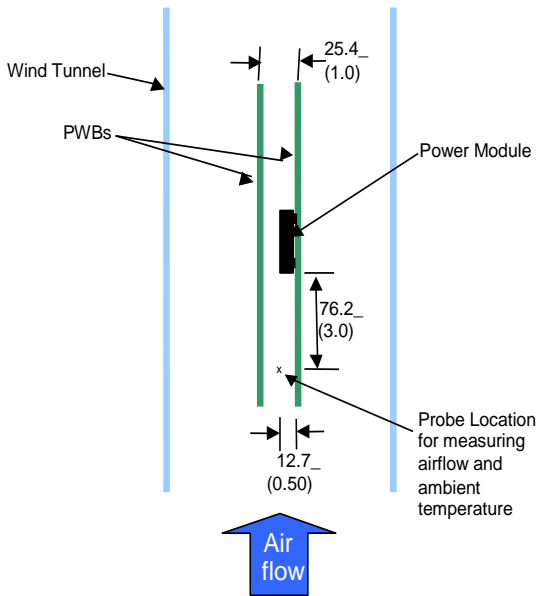 25.4_
(1.0)
Wind Tunnel
PWBs
Power Module
76.2_
(3.0)
x
Probe Location
for measuring
airflow and
ambient
temperature
12.7_
(0.50)
Air
flow